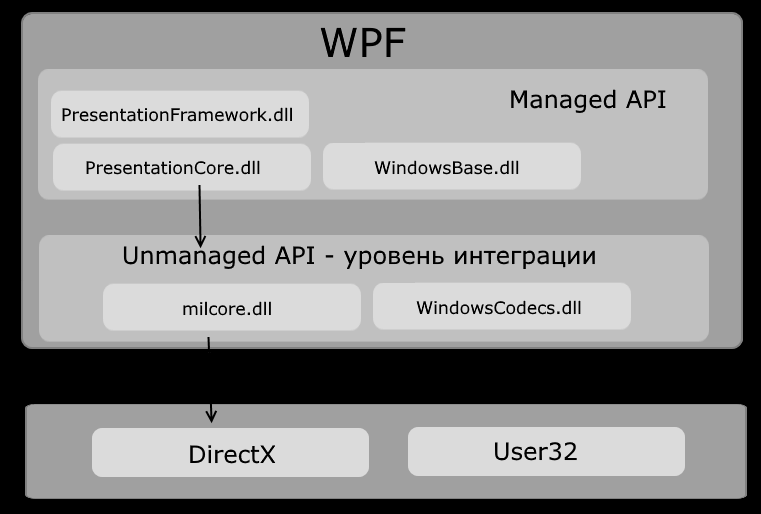 WPF
Managed API
PresentationFramework.dll
PresentationCore.dll
WindowsBase.dll
Unmanaged API - уровень интеграции
milcore.dll
WindowsCodecs.dll
DirectX
User32